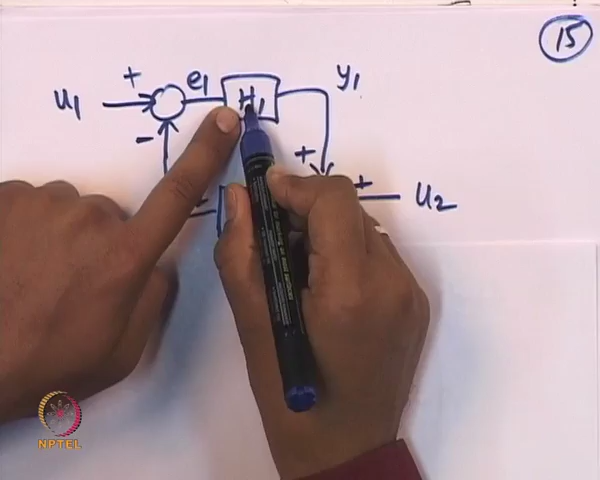 15
+ e1 y1
u1 H1
-
+
+ u2
NPTEL